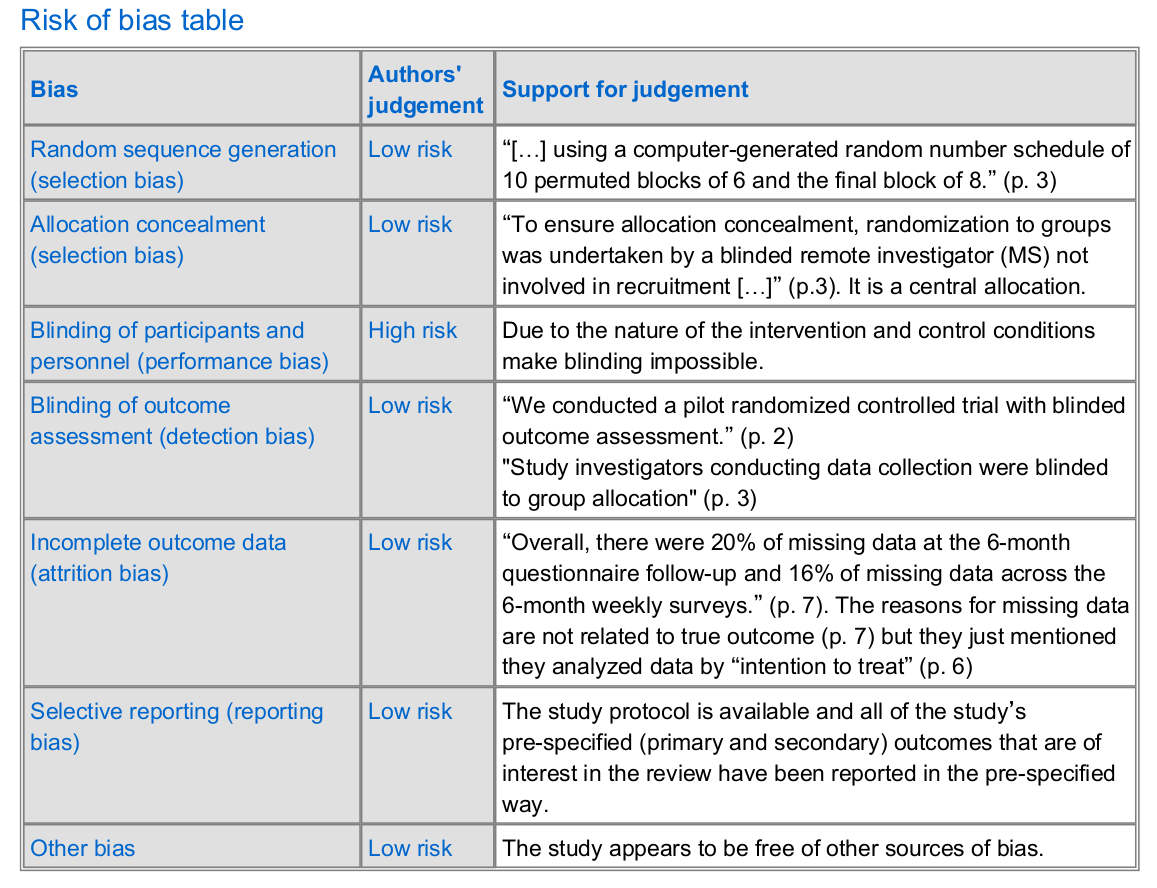 Risk of bias table
Bias
Authors'
judgement
Support for judgement
Random sequence generation
(selection bias)
Low risk
“[…] using a computer-generated random number schedule of
10 permuted blocks of 6 and the final block of 8.” (p. 3)
Allocation concealment
(selection bias)
Low risk
“To ensure allocation concealment, randomization to groups
was undertaken by a blinded remote investigator (MS) not
involved in recruitment […]” (p.3). It is a central allocation.
Blinding of participants and
personnel (performance bias)
High risk
Due to the nature of the intervention and control conditions
make blinding impossible.
Blinding of outcome
assessment (detection bias)
Low risk
“We conducted a pilot randomized controlled trial with blinded
outcome assessment.” (p. 2)
"Study investigators conducting data collection were blinded
to group allocation" (p. 3)
Incomplete outcome data
(attrition bias)
Low risk
“Overall, there were 20% of missing data at the 6-month
questionnaire follow-up and 16% of missing data across the
6-month weekly surveys.” (p. 7). The reasons for missing data
are not related to true outcome (p. 7) but they just mentioned
they analyzed data by “intention to treat” (p. 6)
Selective reporting (reporting
bias)
Low risk
The study protocol is available and all of the study’s
pre-specified (primary and secondary) outcomes that are of
interest in the review have been reported in the pre-specified
way.
Other bias
Low risk
The study appears to be free of other sources of bias.